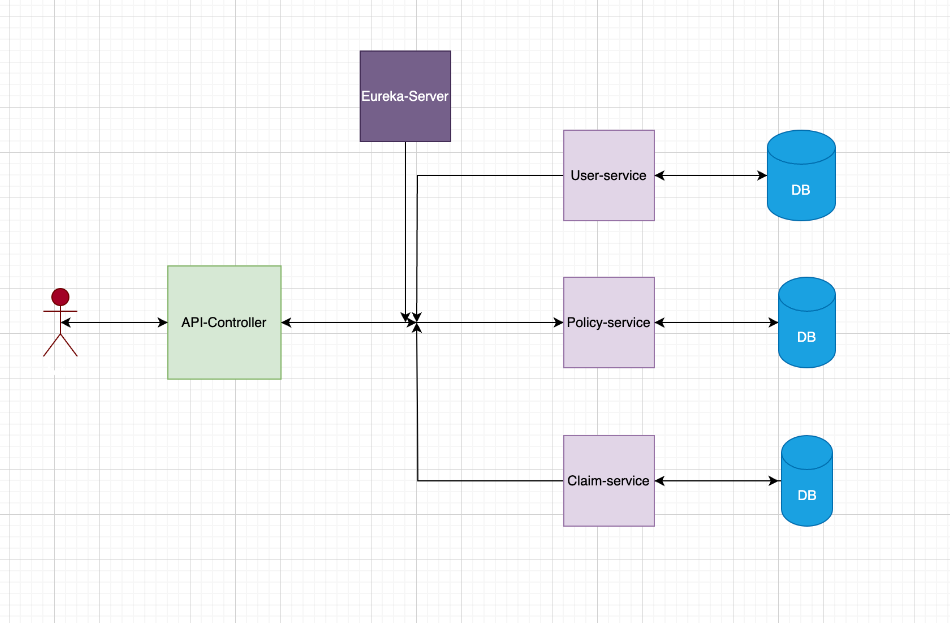 Eureka-Server
User-service
DB
API-Controller
Policy-service
DB
Claim-service
DB